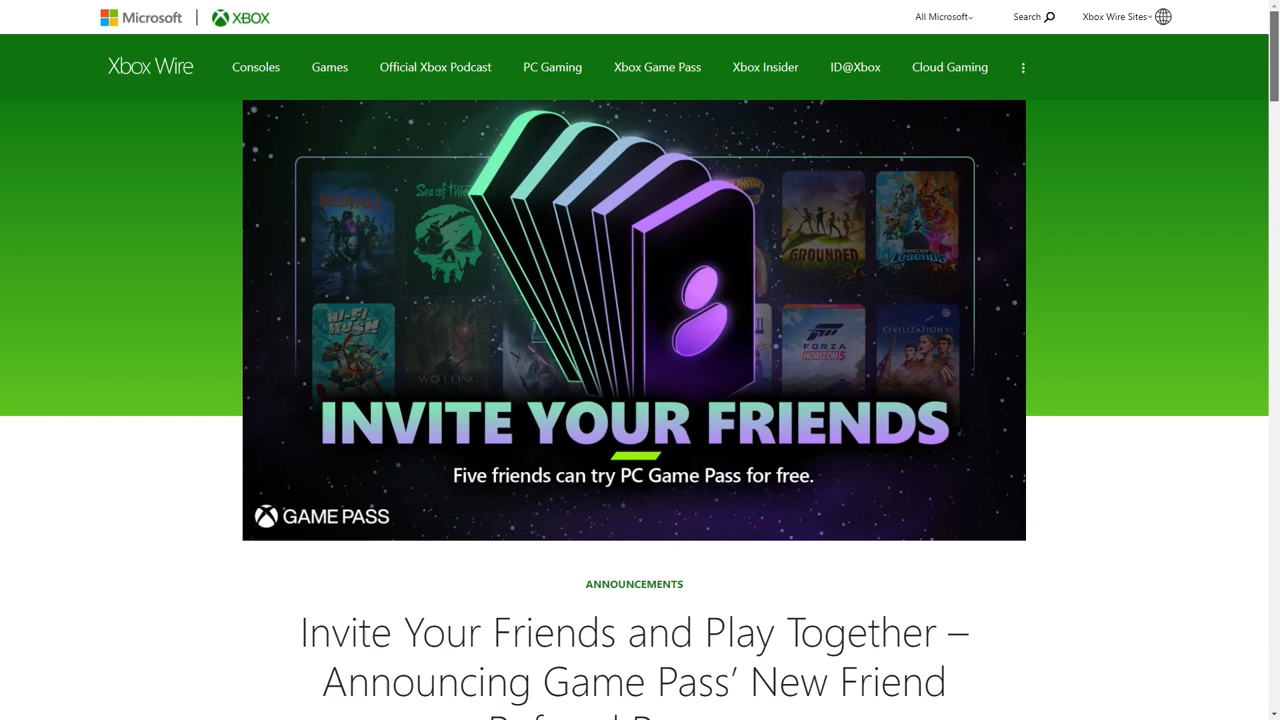 Microsoft
XBOX
All Microsoft
Search
Xbox Wire Sites
Xbox Wire
Consoles
Games
Official Xbox Podcast
PC Gaming
Xbox Game Pass
Xbox Insider
ID@Xbox
Cloud Gaming
REDFALL
Sea of Thieves
GROUNDED
MINECRAFT
Legends
HI-FI
RUSH
WO LONG
FORZA
HORIZON 5
CIVILIZATION VI
INVITE YOUR FRIENDS
Five friends can try PC Game Pass for free.
GAME PASS
ANNOUNCEMENTS
Invite Your Friends and Play Together –
Announcing Game Pass’ New Friend